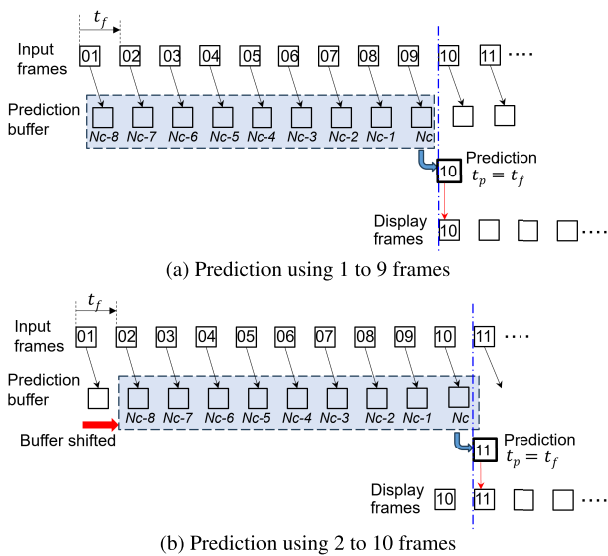 t_f
Input frames 01 02 03 04 05 06 07 08 09 10 11 ····
Prediction buffer
Nc-8 Nc-7 Nc-6 Nc-5 Nc-4 Nc-3 Nc-2 Nc-1 Nc
10 Prediction
t_p = t_f
Display frames 10 ····
(a) Prediction using 1 to 9 frames
t_f
Input frames 01 02 03 04 05 06 07 08 09 10 11 ····
Prediction buffer
Nc-8 Nc-7 Nc-6 Nc-5 Nc-4 Nc-3 Nc-2 Nc-1 Nc
Buffer shifted
11 Prediction
t_p = t_f
Display frames 10 11 ····
(b) Prediction using 2 to 10 frames